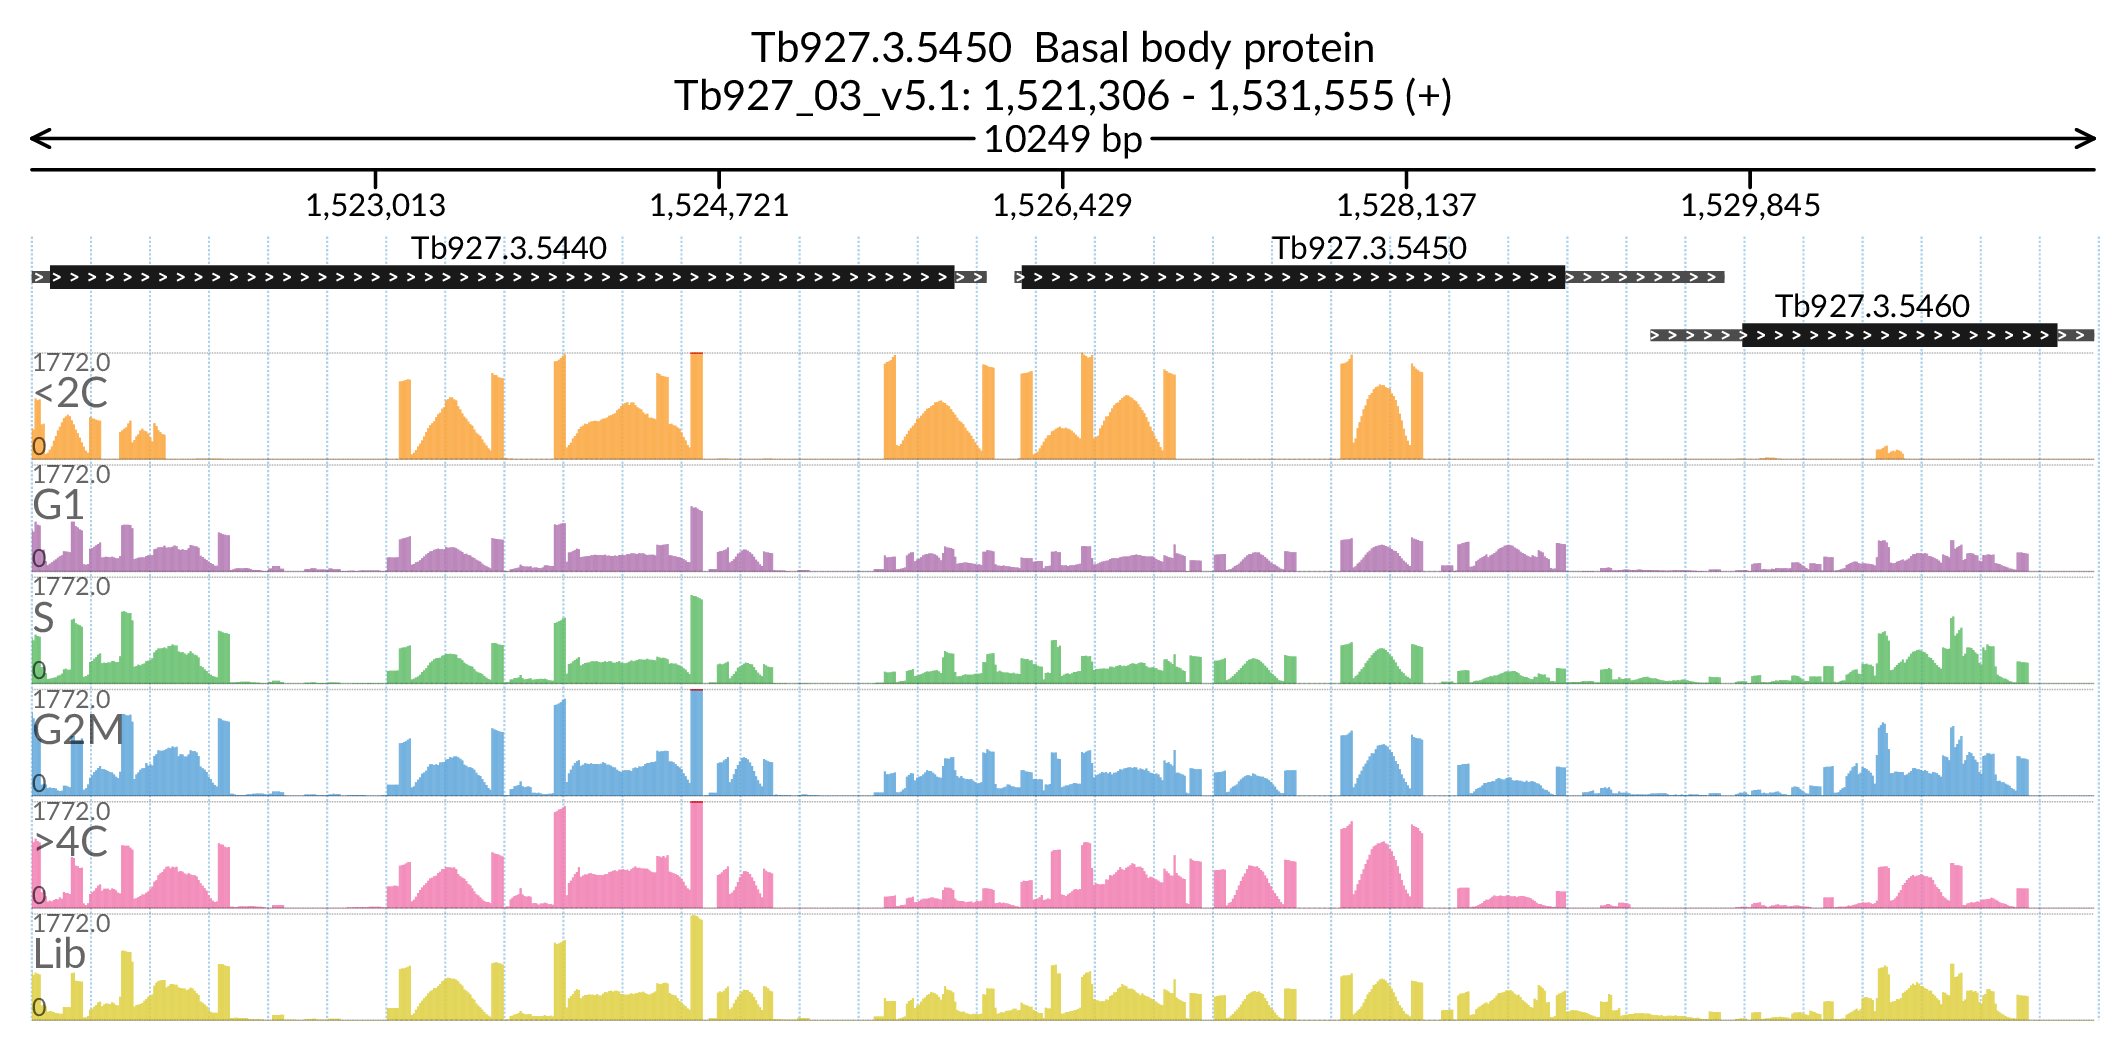 Tb927.3.5450  Basal body protein
Tb927_03_v5.1: 1,521,306 - 1,531,555 (+)
10249 bp
1,523,013 1,524,721 1,526,429 1,528,137 1,529,845
Tb927.3.5440 Tb927.3.5450
Tb927.3.5460
1772.0
<2C
0
1772.0
G1
0
1772.0
S
0
1772.0
G2M
0
1772.0
>4C
0
1772.0
Lib
0